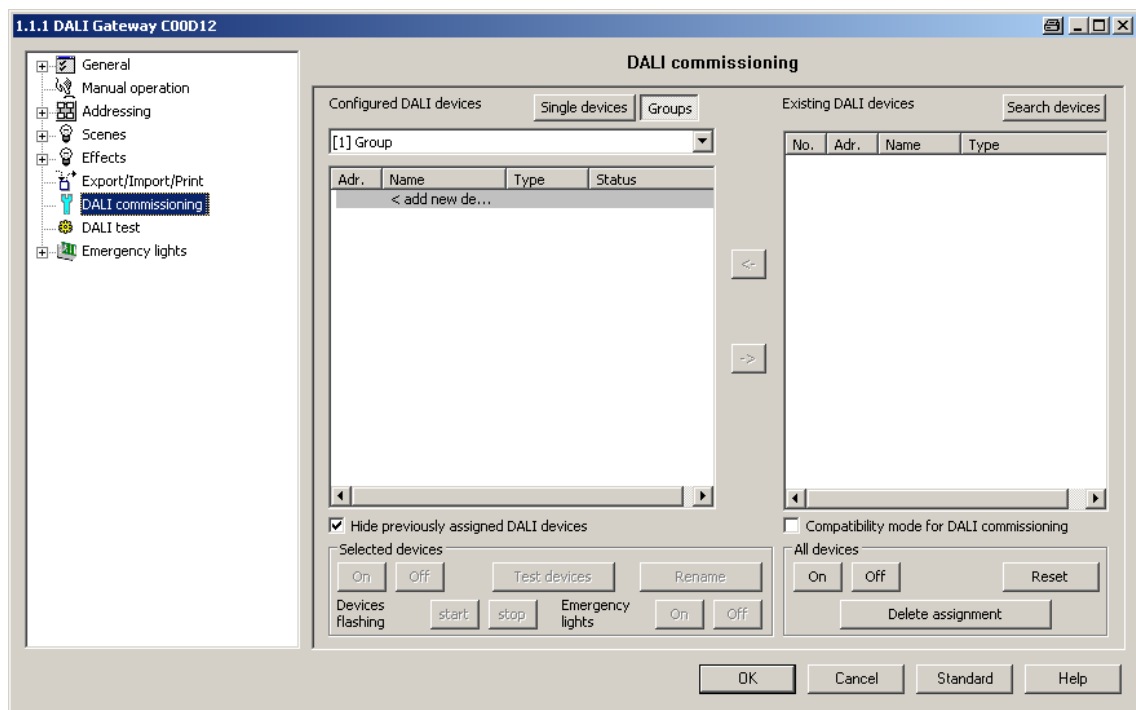 1.1.1 DALI Gateway C00D12
General
Manual operation
Addressing
Scenes
Effects
Export/Import/Print
DALI commissioning
DALI test
Emergency lights
DALI commissioning
Configured DALI devices
Single devices
Groups
[1] Group
Adr. Name Type Status
< add new de...
<-
->
Hide previously assigned DALI devices
Selected devices
On Off Test devices Rename
Devices flashing
start stop
Emergency lights
On Off
Existing DALI devices
Search devices
No. Adr. Name Type
Compatibility mode for DALI commissioning
All devices
On Off Reset
Delete assignment
OK Cancel Standard Help